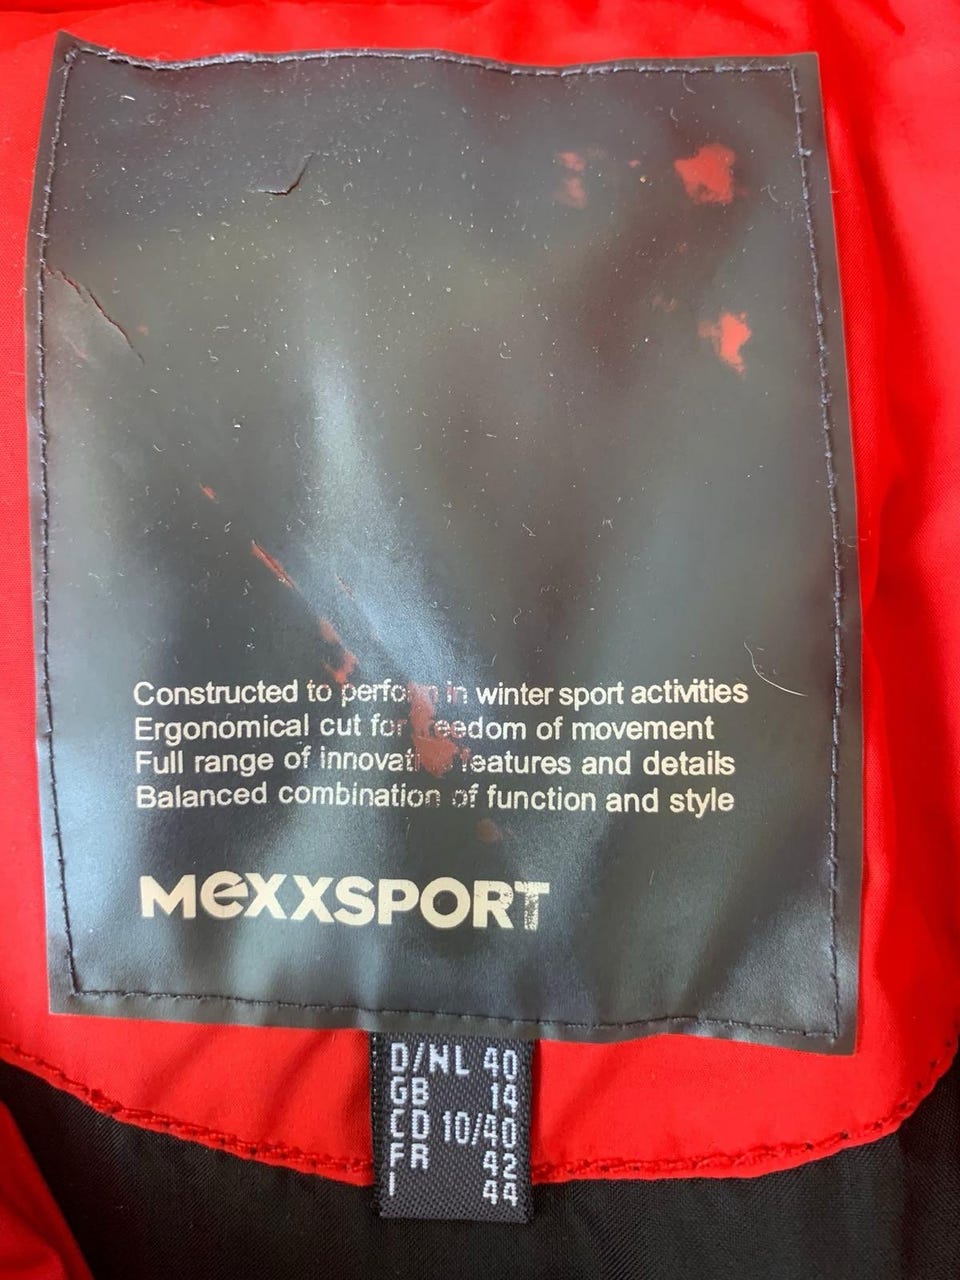 Constructed to perform in winter sport activities
Ergonomical cut for freedom of movement
Full range of innovative features and details
Balanced combination of function and style
MexxSPORT
D/NL 40
GB 14
CD 10/40
FR 42
I 44